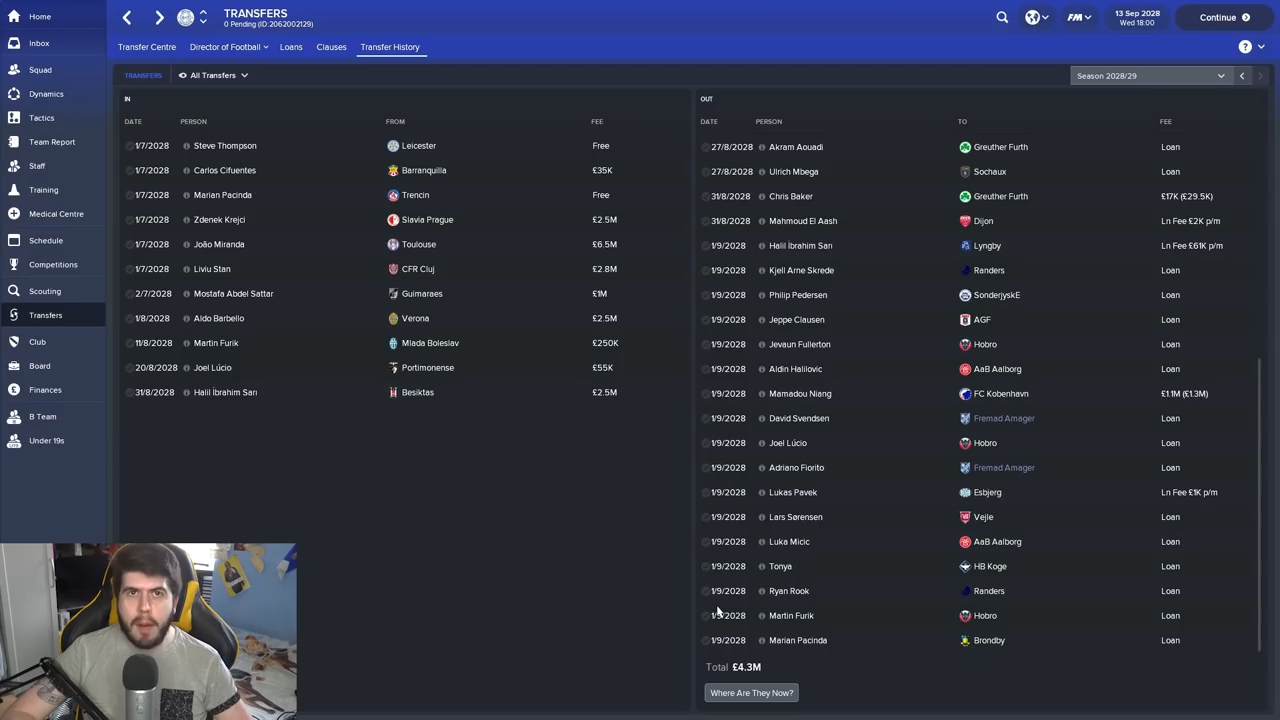 Home
Inbox
Squad
Dynamics
Tactics
Team Report
Staff
Training
Medical Centre
Schedule
Competitions
Scouting
Transfers
Club
Board
Finances
B Team
Under 19s
TRANSFERS
0 Pending (ID:2062002129)
FM
13 Sep 2028
Wed 18:00
Continue
Transfer Centre Director of Football Loans Clauses Transfer History
?
TRANSFERS All Transfers Season 2028/29
IN
DATE PERSON FROM FEE
1/7/2028 Steve Thompson Leicester Free
1/7/2028 Carlos Cifuentes Barranquilla £35K
1/7/2028 Marian Pacinda Trencin Free
1/7/2028 Zdenek Krejci Slavia Prague £2.5M
1/7/2028 João Miranda Toulouse £6.5M
1/7/2028 Liviu Stan CFR Cluj £2.8M
2/7/2028 Mostafa Abdel Sattar Guimaraes £1M
1/8/2028 Aldo Barbello Verona £2.5M
11/8/2028 Martin Furik Mlada Boleslav £250K
20/8/2028 Joel Lúcio Portimonense £55K
31/8/2028 Halil İbrahim Sarı Besiktas £2.5M
OUT
DATE PERSON TO FEE
27/8/2028 Akram Aouadi Greuther Furth Loan
27/8/2028 Ulrich Mbega Sochaux Loan
31/8/2028 Chris Baker Greuther Furth £17K (£29.5K)
31/8/2028 Mahmoud El Aash Dijon Ln Fee £2K p/m
1/9/2028 Halil İbrahim Sarı Lyngby Ln Fee £61K p/m
1/9/2028 Kjell Arne Skrede Randers Loan
1/9/2028 Philip Pedersen SonderjyskE Loan
1/9/2028 Jeppe Clausen AGF Loan
1/9/2028 Jevaun Fullerton Hobro Loan
1/9/2028 Aldin Halilovic AaB Aalborg Loan
1/9/2028 Mamadou Niang FC Kobenhavn £1.1M (£1.3M)
1/9/2028 David Svendsen Fremad Amager Loan
1/9/2028 Joel Lúcio Hobro Loan
1/9/2028 Adriano Fiorito Fremad Amager Loan
1/9/2028 Lukas Pavek Esbjerg Ln Fee £1K p/m
1/9/2028 Lars Sørensen Vejle Loan
1/9/2028 Luka Micic AaB Aalborg Loan
1/9/2028 Tonya HB Koge Loan
1/9/2028 Ryan Rook Randers Loan
1/9/2028 Martin Furik Hobro Loan
1/9/2028 Marian Pacinda Brondby Loan
Total £4.3M
Where Are They Now?